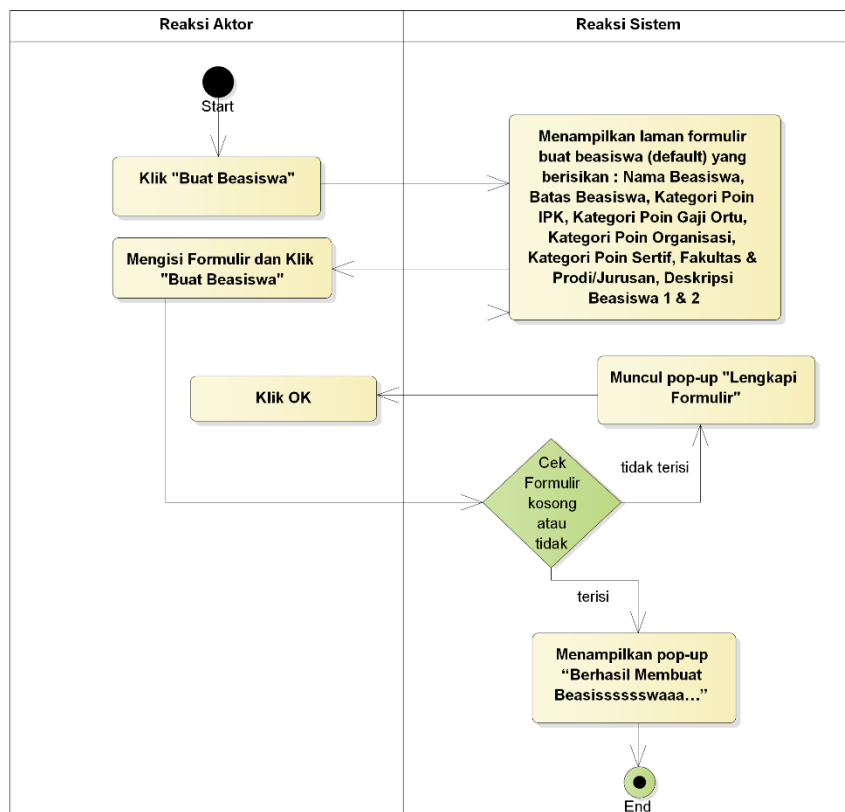 Reaksi Aktor
Reaksi Sistem
Start
Klik "Buat Beasiswa"
Menampilkan laman formulir
buat beasiswa (default) yang
berisikan : Nama Beasiswa,
Batas Beasiswa, Kategori Poin
IPK, Kategori Poin Gaji Ortu,
Kategori Poin Organisasi,
Kategori Poin Sertif, Fakultas &
Prodi/Jurusan, Deskripsi
Beasiswa 1 & 2
Mengisi Formulir dan Klik
"Buat Beasiswa"
Muncul pop-up "Lengkapi
Formulir"
Klik OK
Cek
Formulir
kosong
atau
tidak
tidak terisi
terisi
Menampilkan pop-up
“Berhasil Membuat
Beasisssssswaaa…”
End